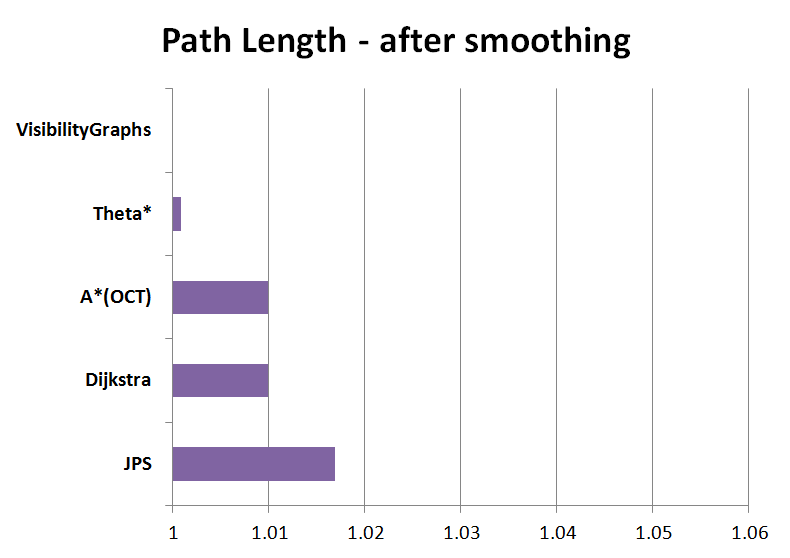 Path Length - after smoothing
VisibilityGraphs
Theta*
A*(OCT)
Dijkstra
JPS
1 1.01 1.02 1.03 1.04 1.05 1.06